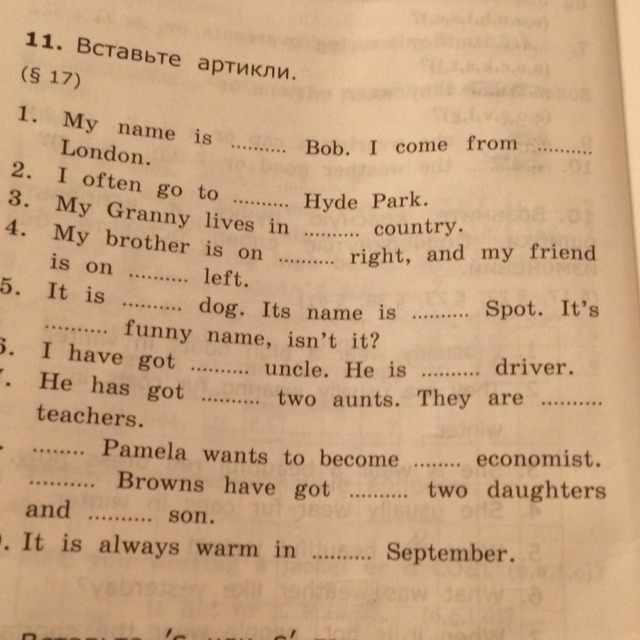 11. Вставьте артикли.
(§ 17)
1. My name is .......... Bob. I come from ..........
London.
2. I often go to .......... Hyde Park.
3. My Granny lives in .......... country.
4. My brother is on .......... right, and my friend
is on .......... left.
5. It is .......... dog. Its name is .......... Spot. It's
.......... funny name, isn't it?
6. I have got .......... uncle. He is .......... driver.
7. He has got .......... two aunts. They are ..........
teachers.
......... Pamela wants to become ........ economist.
.......... Browns have got .......... two daughters
and .......... son.
. It is always warm in .......... September.